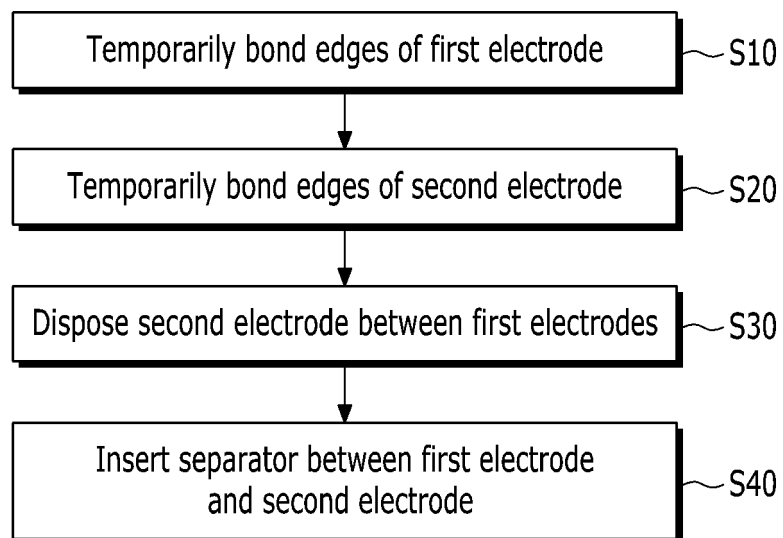 Temporarily bond edges of first electrode
S10
Temporarily bond edges of second electrode
S20
Dispose second electrode between first electrodes
S30
Insert separator between first electrode
and second electrode
S40